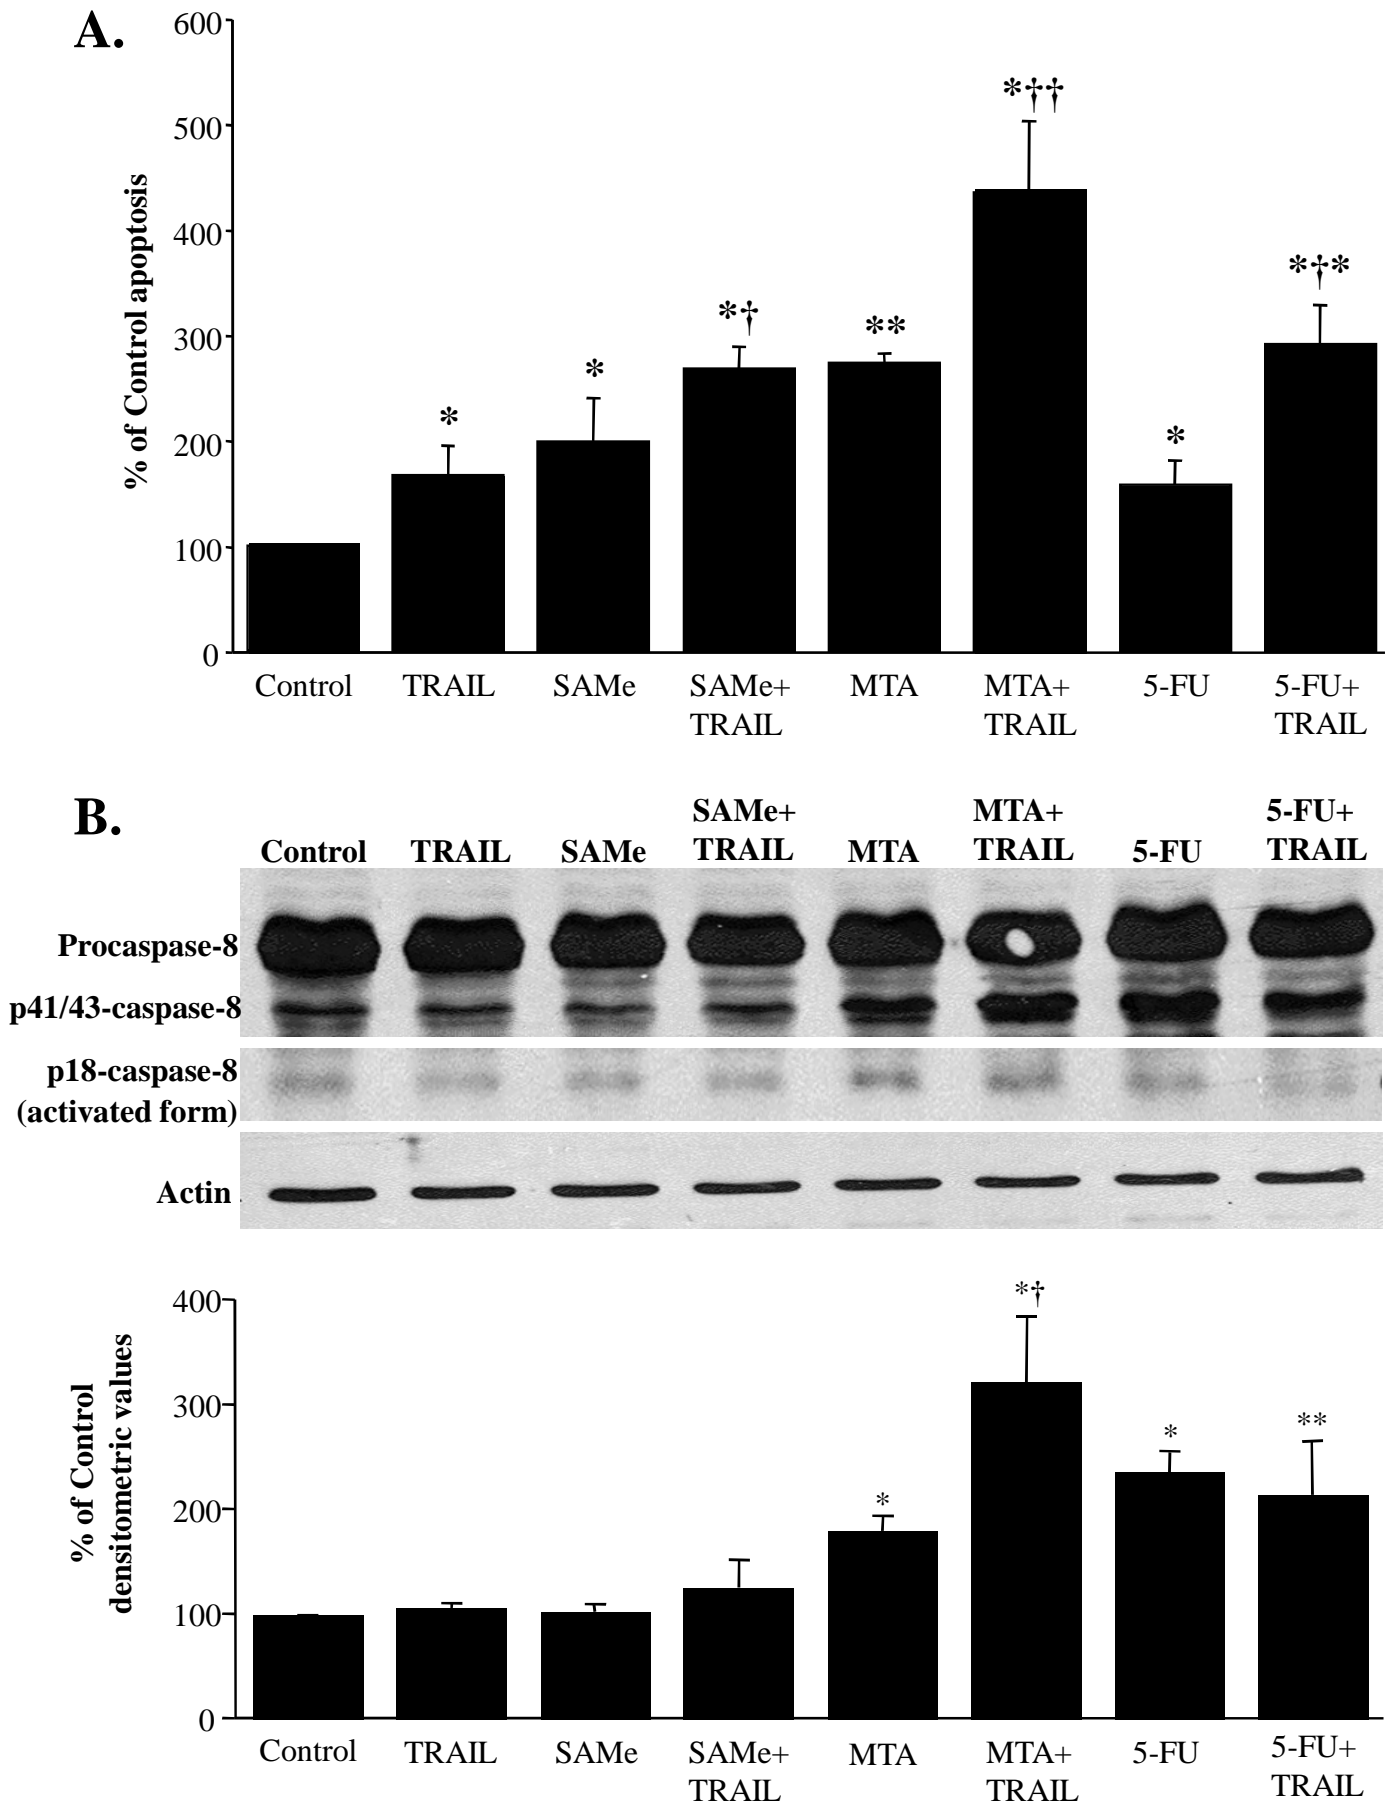 A.
% of Control apoptosis
600
500
400
300
200
100
0
*
*
*†
**
*††
*
*†*
Control TRAIL SAMe SAMe+ MTA MTA+ 5-FU 5-FU+
TRAIL TRAIL TRAIL
B.
SAMe+ MTA+ 5-FU+
Control TRAIL SAMe TRAIL MTA TRAIL 5-FU TRAIL
Procaspase-8
p41/43-caspase-8
p18-caspase-8
(activated form)
Actin
% of Control
densitometric values
400
300
200
100
0
*
*†
*
**
Control TRAIL SAMe SAMe+ MTA MTA+ 5-FU 5-FU+
TRAIL TRAIL TRAIL